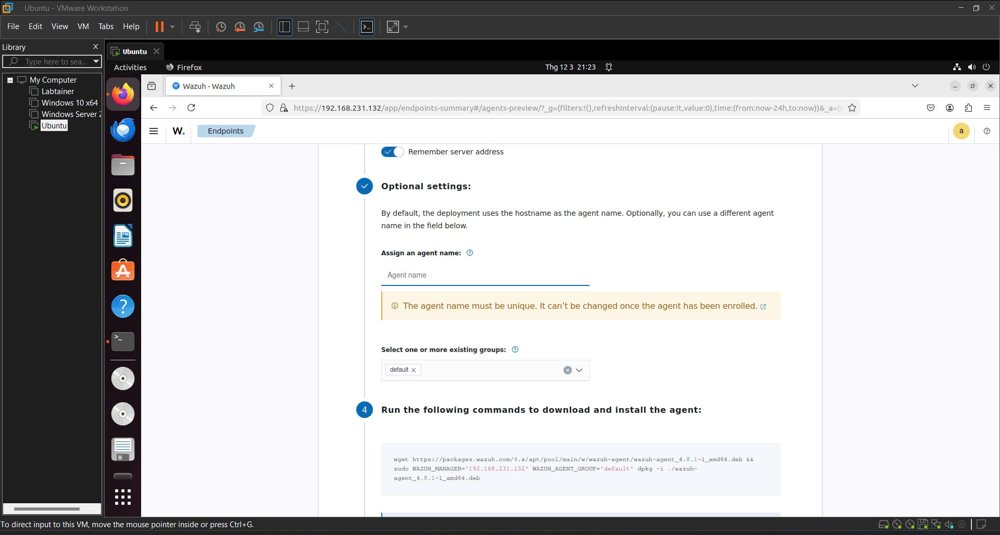 Ubuntu - VMware Workstation
File Edit View VM Tabs Help
Library
Type here to sea...
My Computer
Labtainer
Windows 10 x64
Windows Server 2
Ubuntu
Ubuntu
Activities Firefox Thg 12 3 21:23
Wazuh - Wazuh
https://192.168.231.132/app/endpoints-summary#/agents-preview/?_g=(filters:!(),refreshInterval:(pause:!t,value:0),time:(from:now-24h,to:now))&_a=(
W. Endpoints a
Remember server address
Optional settings:
By default, the deployment uses the hostname as the agent name. Optionally, you can use a different agent
name in the field below.
Assign an agent name:
Agent name
The agent name must be unique. It can’t be changed once the agent has been enrolled.
Select one or more existing groups:
default
4 Run the following commands to download and install the agent:
wget https://packages.wazuh.com/4.x/apt/pool/main/w/wazuh-agent/wazuh-agent_4.8.1-1_amd64.deb &&
sudo WAZUH_MANAGER='192.168.231.132' WAZUH_AGENT_GROUP='default' dpkg -i ./wazuh-
agent_4.8.1-1_amd64.deb
To direct input to this VM, move the mouse pointer inside or press Ctrl+G.